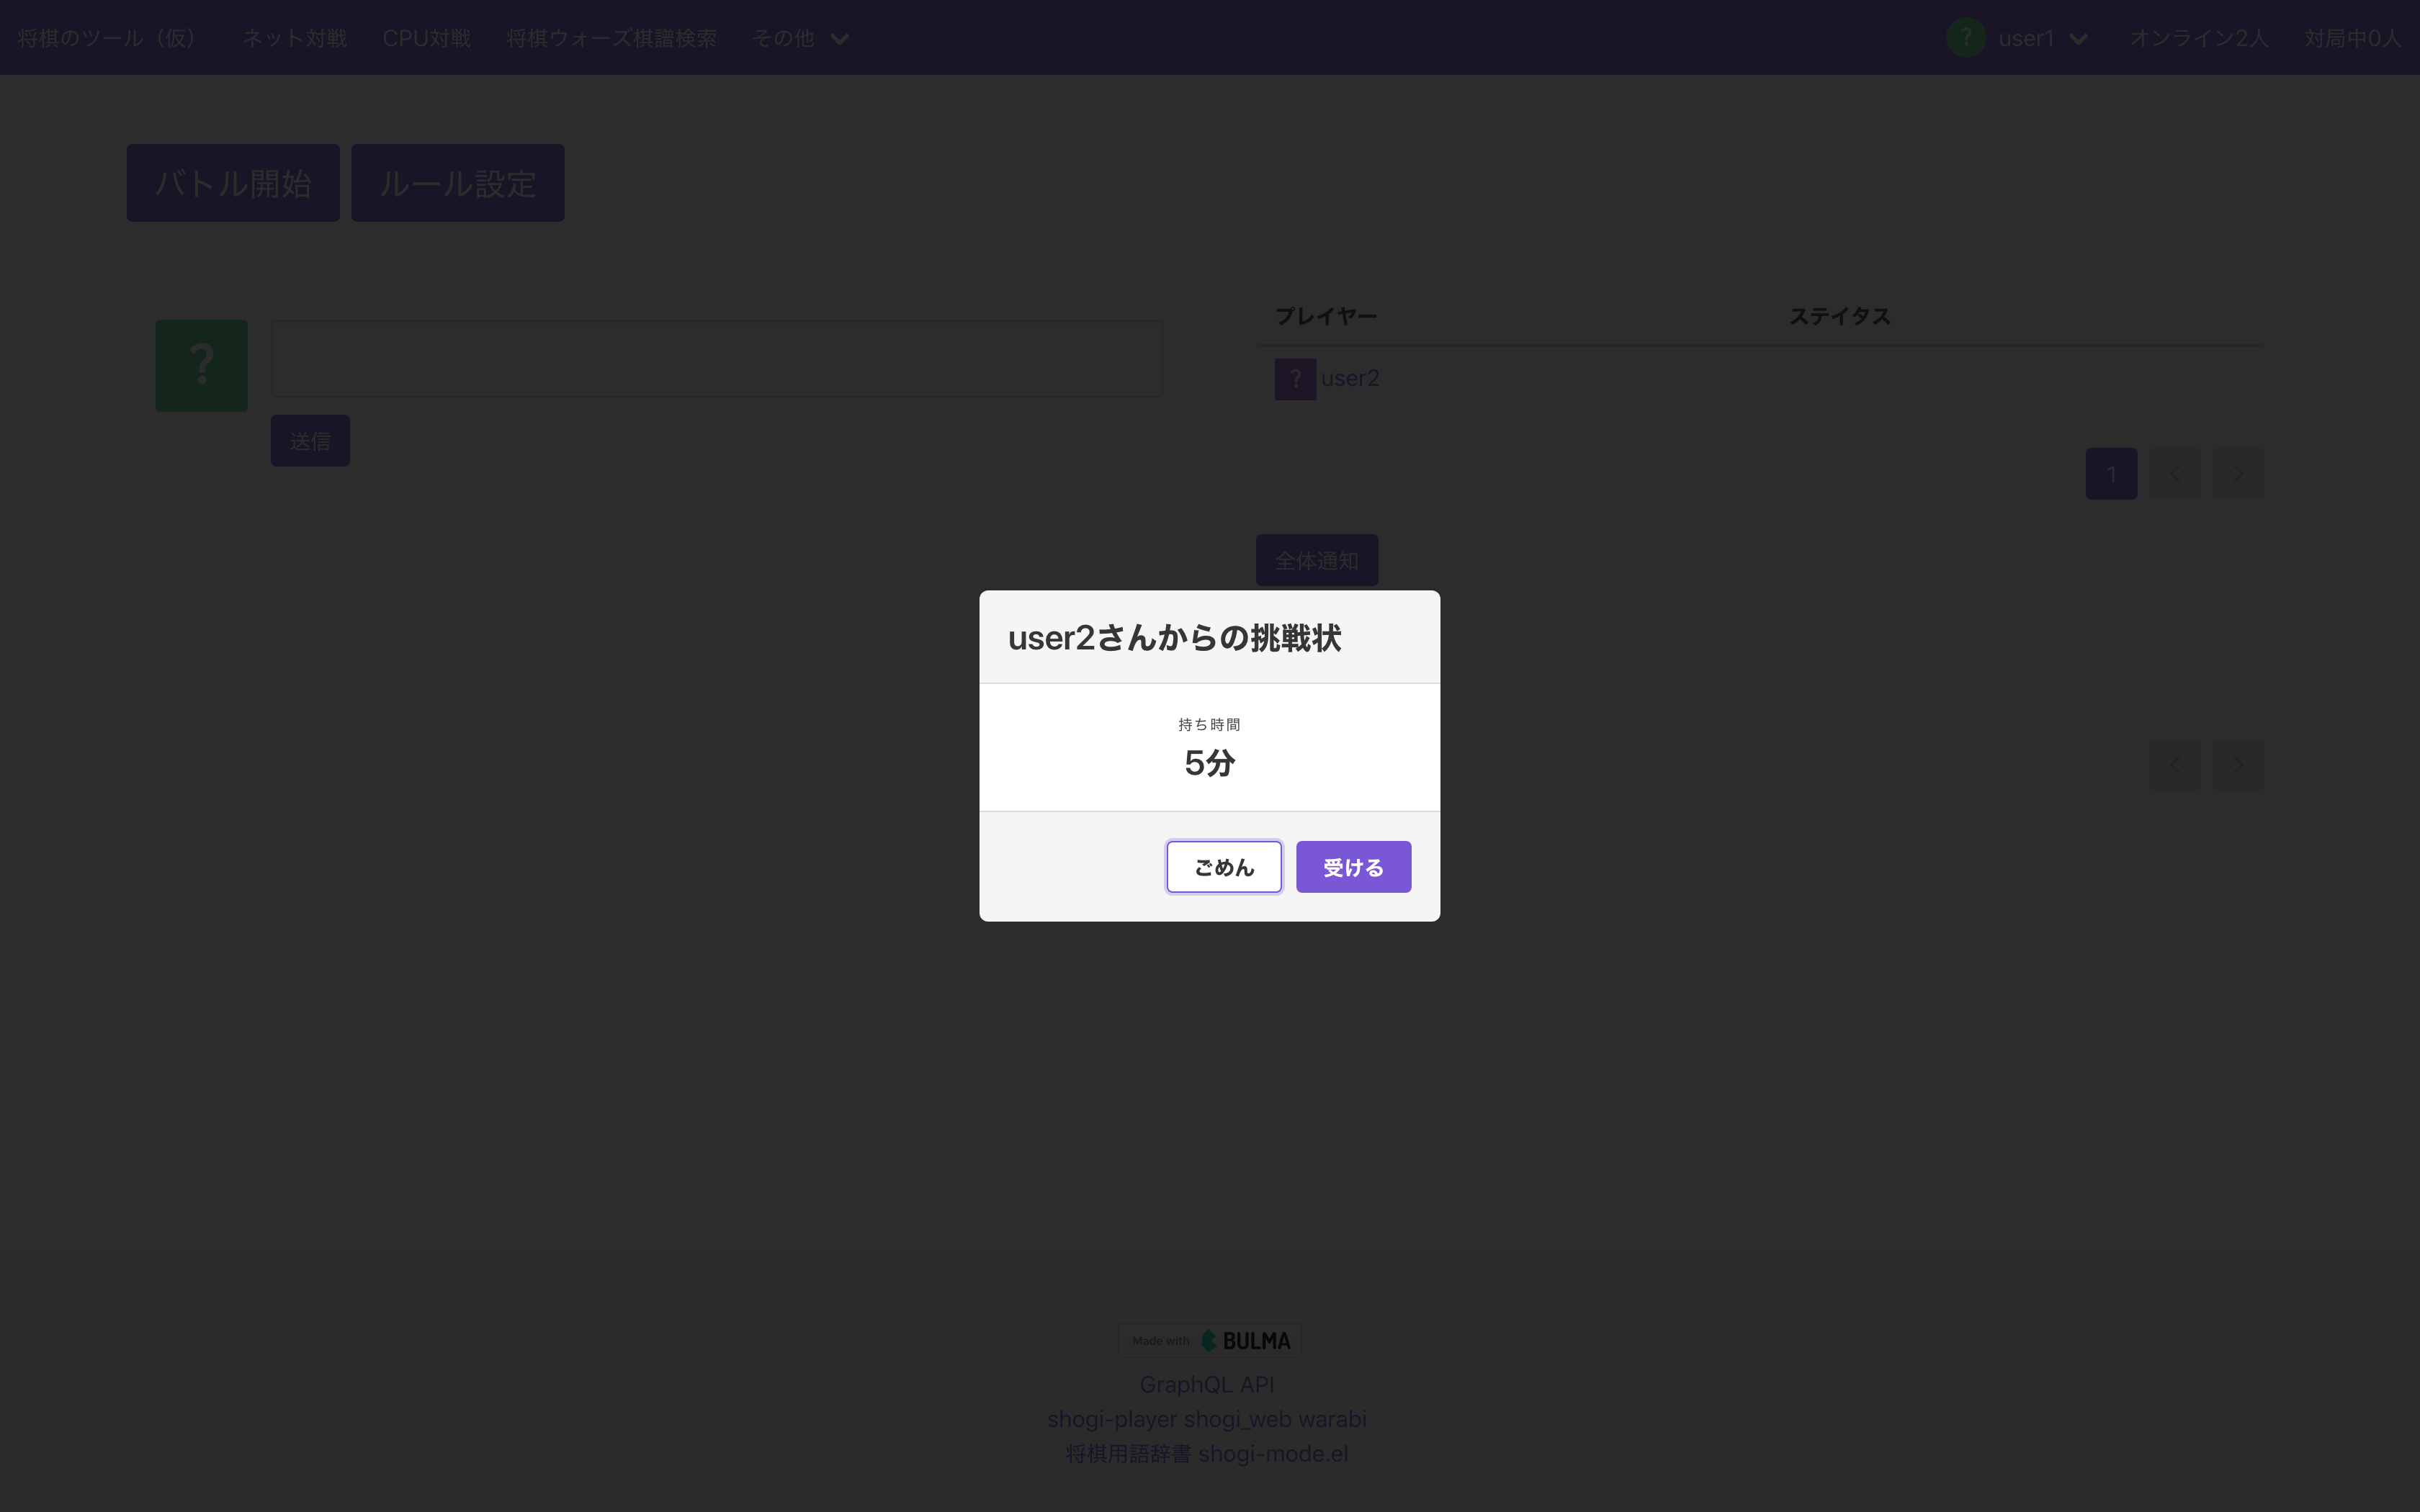 将棋のツール（仮） ネット対戦 CPU対戦 将棋ウォーズ棋譜検索 その他 ? user1 オンライン2人 対局中0人
バトル開始 ルール設定
プレイヤー ステイタス
?
? user2
送信
1
全体通知
user2さんからの挑戦状
持ち時間
5分
ごめん 受ける
Made with BULMA
GraphQL API
shogi-player shogi_web warabi
将棋用語辞書 shogi-mode.el